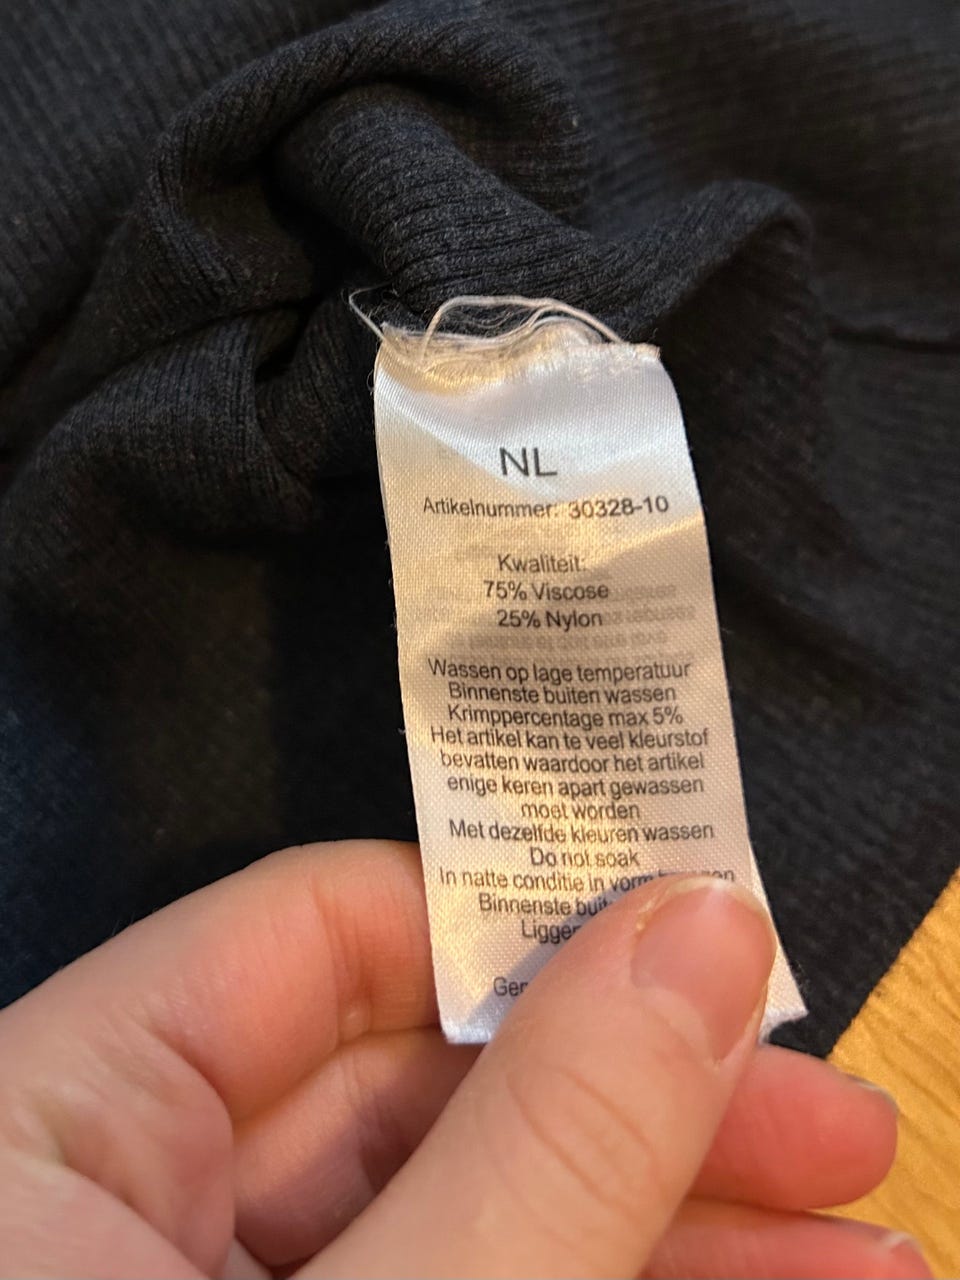 NL
Artikelnummer: 30328-10
Kwaliteit:
75% Viscose
25% Nylon
Wassen op lage temperatuur
Binnenste buiten wassen
Krimppercentage max 5%
Het artikel kan te veel kleurstof
bevatten waardoor het artikel
enige keren apart gewassen
moet worden
Met dezelfde kleuren wassen
Do not soak
In natte conditie in vorm
Binnenste